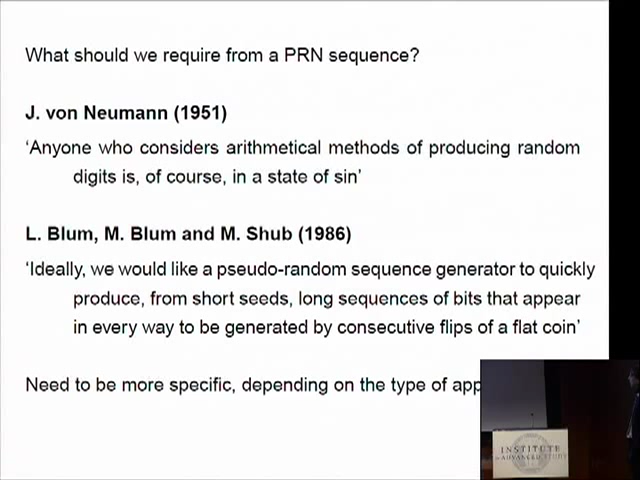 What should we require from a PRN sequence?
J. von Neumann (1951)
'Anyone who considers arithmetical methods of producing random
digits is, of course, in a state of sin'
L. Blum, M. Blum and M. Shub (1986)
'Ideally, we would like a pseudo-random sequence generator to quickly
produce, from short seeds, long sequences of bits that appear
in every way to be generated by consecutive flips of a flat coin'
Need to be more specific, depending on the type of app
INSTITUTE
ADVANCED STUDY